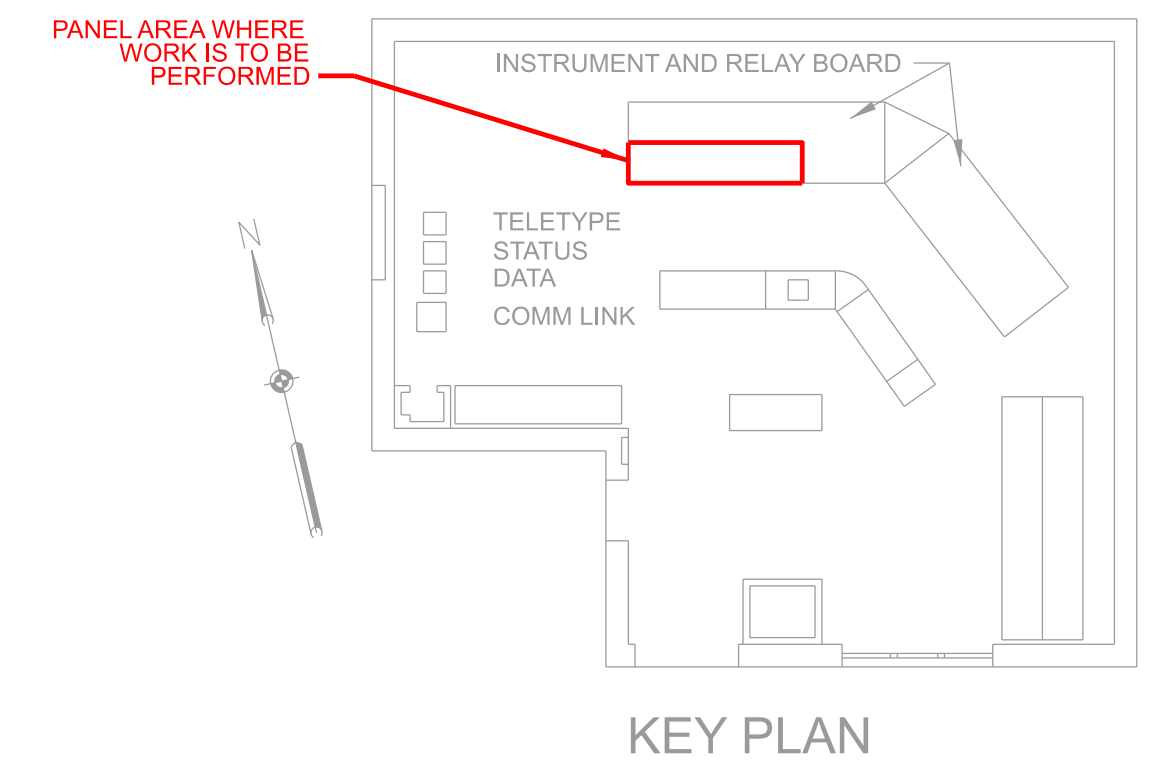 PANEL AREA WHERE
WORK IS TO BE
PERFORMED
INSTRUMENT AND RELAY BOARD
N
TELETYPE
STATUS
DATA
COMM LINK
KEY PLAN